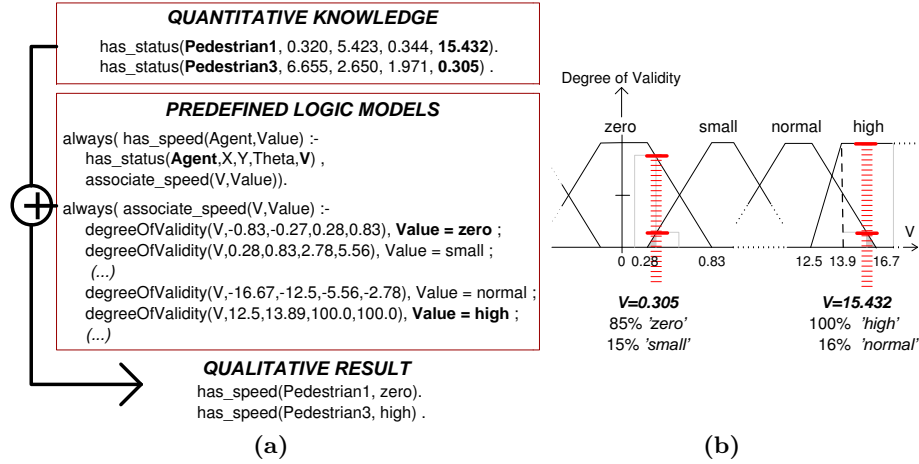 QUANTITATIVE KNOWLEDGE
has_status(Pedestrian1, 0.320, 5.423, 0.344, 15.432).
has_status(Pedestrian3, 6.655, 2.650, 1.971, 0.305) .
PREDEFINED LOGIC MODELS
always( has_speed(Agent,Value) :-
has_status(Agent,X,Y,Theta,V) ,
associate_speed(V,Value)).
always( associate_speed(V,Value) :-
degreeOfValidity(V,-0.83,-0.27,0.28,0.83), Value = zero ;
degreeOfValidity(V,0.28,0.83,2.78,5.56), Value = small ;
(...)
degreeOfValidity(V,-16.67,-12.5,-5.56,-2.78), Value = normal ;
degreeOfValidity(V,12.5,13.89,100.0,100.0), Value = high ;
(...)
QUALITATIVE RESULT
has_speed(Pedestrian1, zero).
has_speed(Pedestrian3, high) .
(a)
Degree of Validity
zero small normal high
V
0 0.28 0.83 12.5 13.9 16.7
V=0.305 V=15.432
85% 'zero' 100% 'high'
15% 'small' 16% 'normal'
(b)